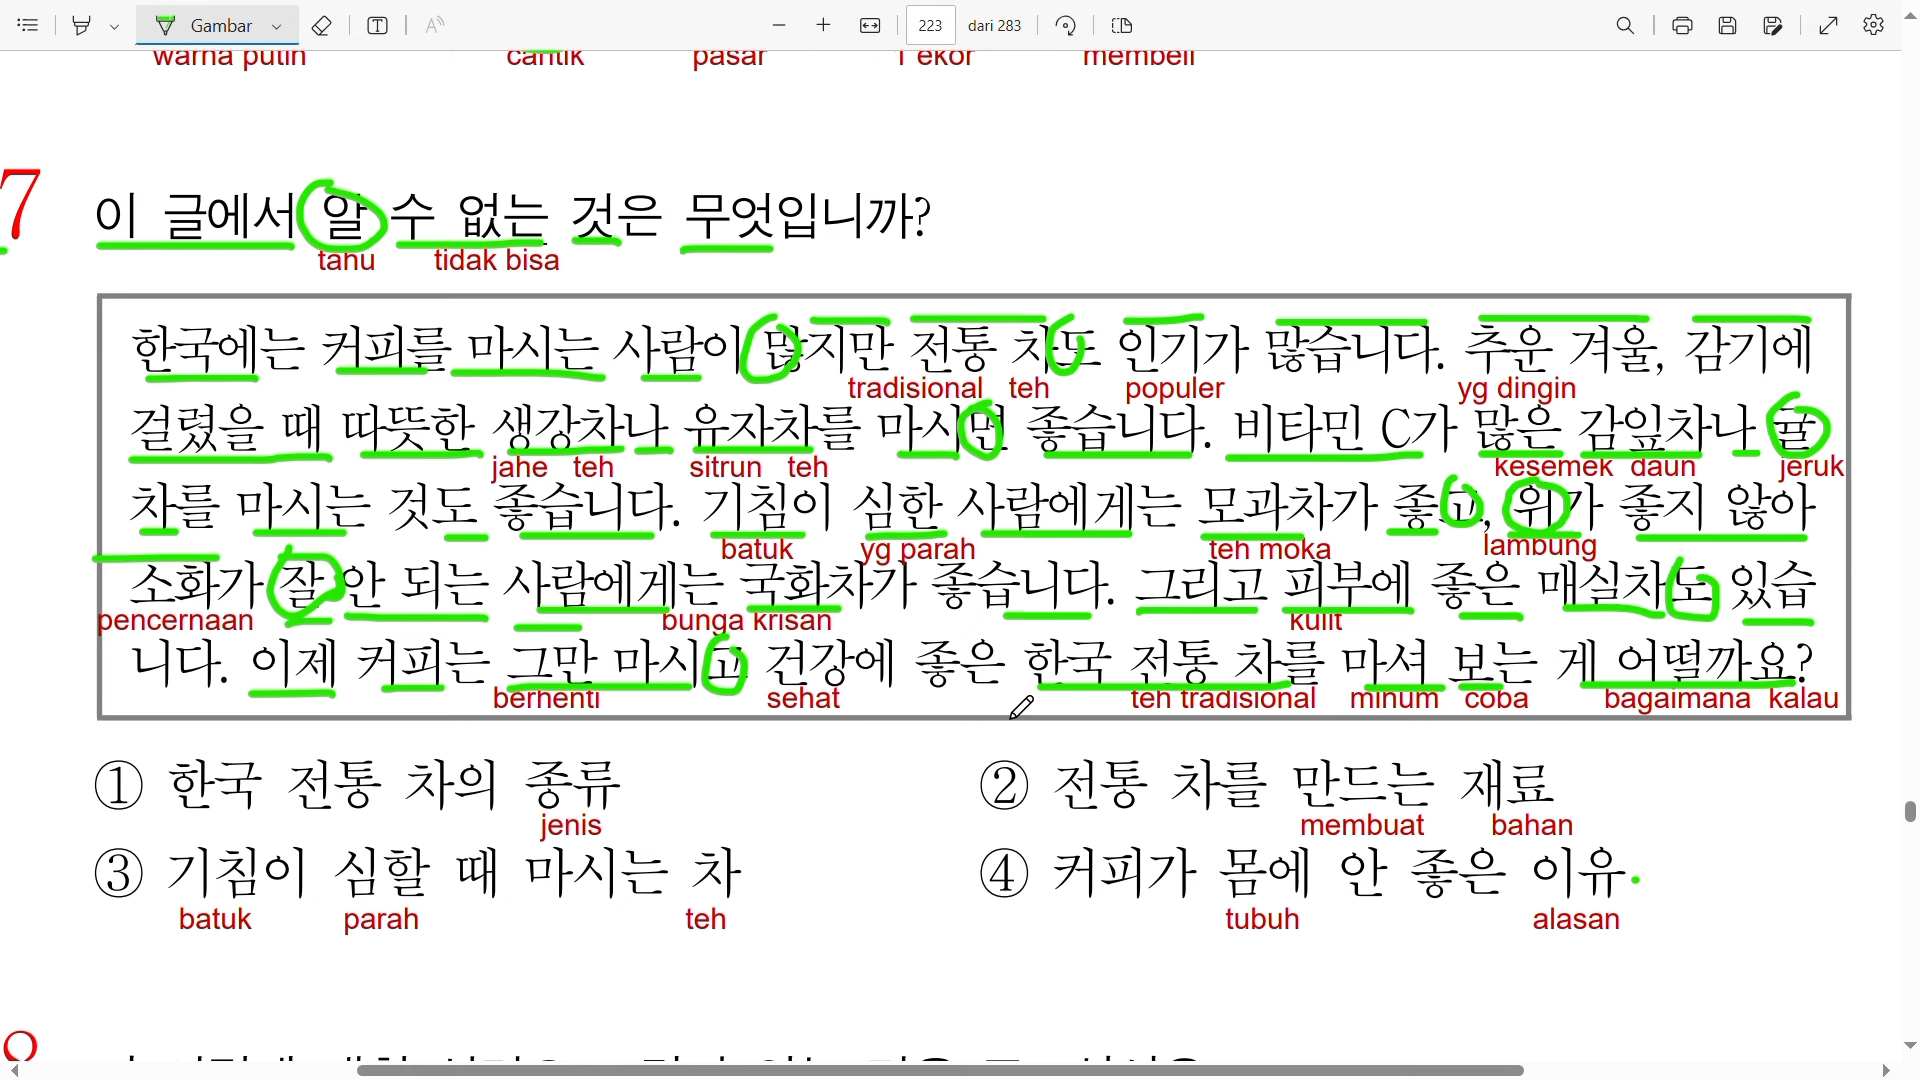 Gambar
223 dari 283
warna putih cantik pasar 1 ekor membeli
7 이 글에서 알 수 없는 것은 무엇입니까?
tahu tidak bisa
한국에는 커피를 마시는 사람이 많지만 전통 차도 인기가 많습니다. 추운 겨울, 감기에
tradisional teh populer yg dingin
걸렸을 때 따뜻한 생강차나 유자차를 마시면 좋습니다. 비타민 C가 많은 감잎차나 귤
jahe teh sitrun teh kesemek daun jeruk
차를 마시는 것도 좋습니다. 기침이 심한 사람에게는 모과차가 좋고, 위가 좋지 않아
batuk yg parah teh moka lambung
소화가 잘 안 되는 사람에게는 국화차가 좋습니다. 그리고 피부에 좋은 매실차도 있습
pencernaan bunga krisan kulit
니다. 이제 커피는 그만 마시고 건강에 좋은 한국 전통 차를 마셔 보는 게 어떨까요?
berhenti sehat teh tradisional minum coba bagaimana kalau
① 한국 전통 차의 종류 ② 전통 차를 만드는 재료
jenis membuat bahan
③ 기침이 심할 때 마시는 차 ④ 커피가 몸에 안 좋은 이유
batuk parah teh tubuh alasan